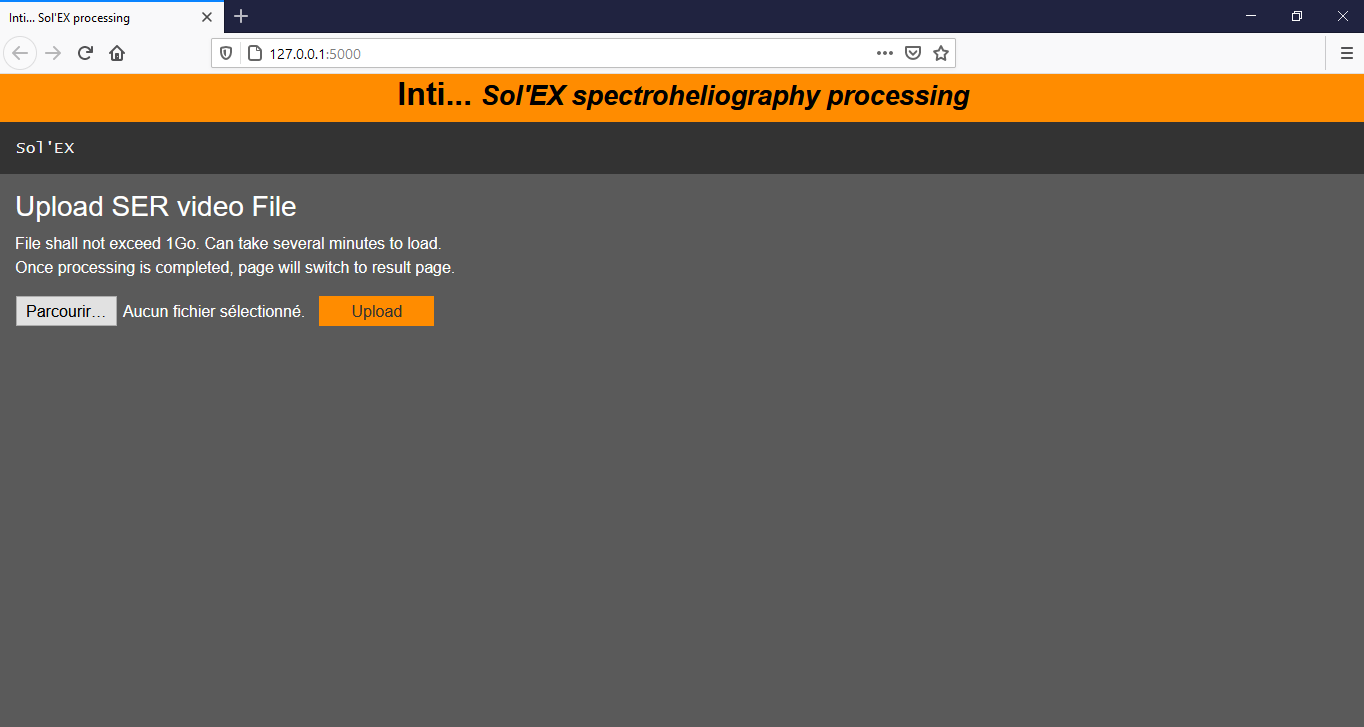 Inti... Sol'EX processing
127.0.0.1:5000
Inti... Sol'EX spectroheliography processing
Sol'EX
Upload SER video File
File shall not exceed 1Go. Can take several minutes to load.
Once processing is completed, page will switch to result page.
Parcourir... Aucun fichier sélectionné. Upload